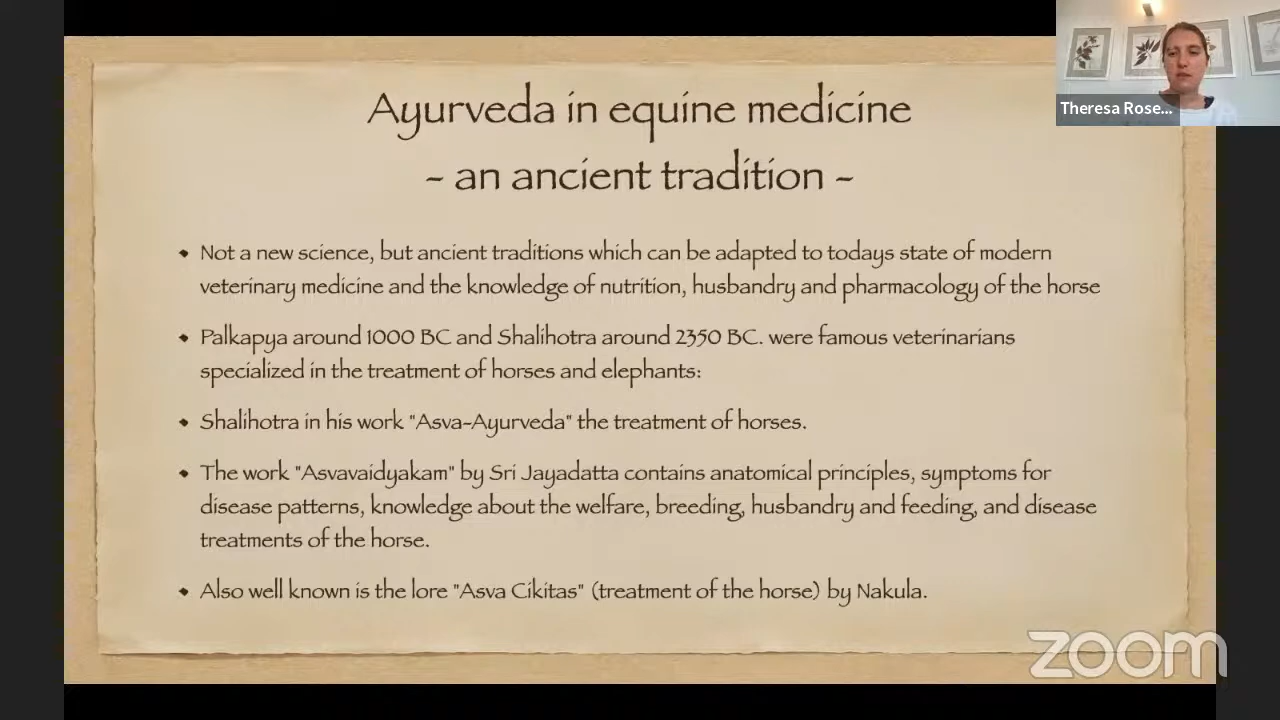 Theresa Rose...
Ayurveda in equine medicine
- an ancient tradition -
Not a new science, but ancient traditions which can be adapted to todays state of modern
veterinary medicine and the knowledge of nutrition, husbandry and pharmacology of the horse
Palkapya around 1000 BC and Shalihotra around 2350 BC. were famous veterinarians
specialized in the treatment of horses and elephants:
Shalihotra in his work "Asva-Ayurveda" the treatment of horses.
The work "Asvavaidyakam" by Sri Jayadatta contains anatomical principles, symptoms for
disease patterns, knowledge about the welfare, breeding, husbandry and feeding, and disease
treatments of the horse.
Also well known is the lore "Asva Cikitas" (treatment of the horse) by Nakula.
zoom